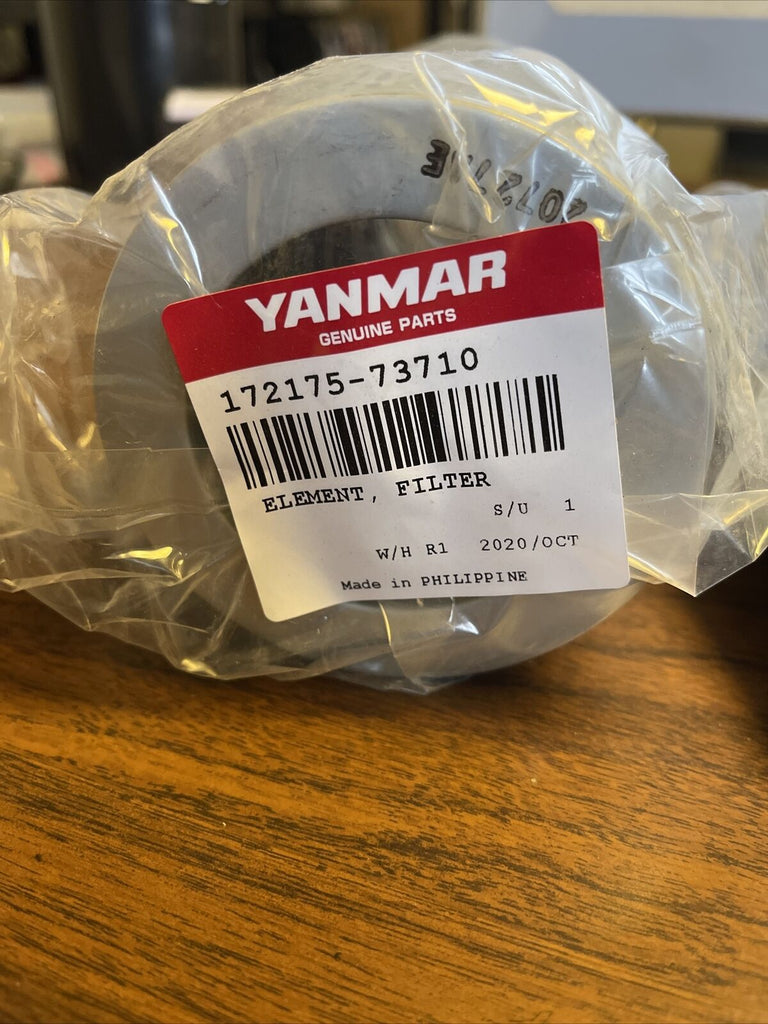 YANMAR
GENUINE PARTS
172175-73710
ELEMENT, FILTER
S/U 1
W/H R1 2020/OCT
Made in PHILIPPINE